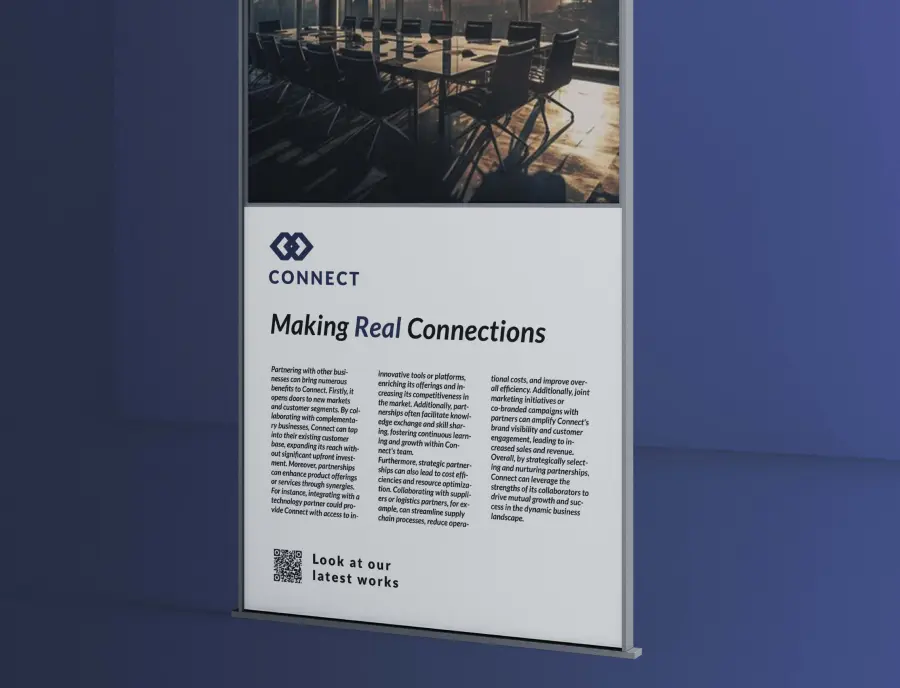 CONNECT
Making Real Connections
Partnering with other busi-
nesses can bring numerous
benefits to Connect. Firstly, it
opens doors to new markets
and customer segments. By col-
laborating with complementa-
ry businesses, Connect can tap
into their existing customer
base, expanding its reach with-
out significant upfront invest-
ment. Moreover, partnerships
can enhance product offerings
or services through synergies.
For instance, integrating with a
technology partner could pro-
vide Connect with access to in-
innovative tools or platforms,
enriching its offerings and in-
creasing its competitiveness in
the market. Additionally, part-
nerships often facilitate knowl-
edge exchange and skill shar-
ing, fostering continuous learn-
ing and growth within Con-
nect's team.
Furthermore, strategic partner-
ships can also lead to cost effi-
ciencies and resource optimiza-
tion. Collaborating with suppli-
ers or logistics partners, for ex-
ample, can streamline supply
chain processes, reduce opera-
tional costs, and improve over-
all efficiency. Additionally, joint
marketing initiatives or
co-branded campaigns with
partners can amplify Connect's
brand visibility and customer
engagement, leading to in-
creased sales and revenue.
Overall, by strategically select-
ing and nurturing partnerships,
Connect can leverage the
strengths of its collaborators to
drive mutual growth and suc-
cess in the dynamic business
landscape.
Look at our
latest works